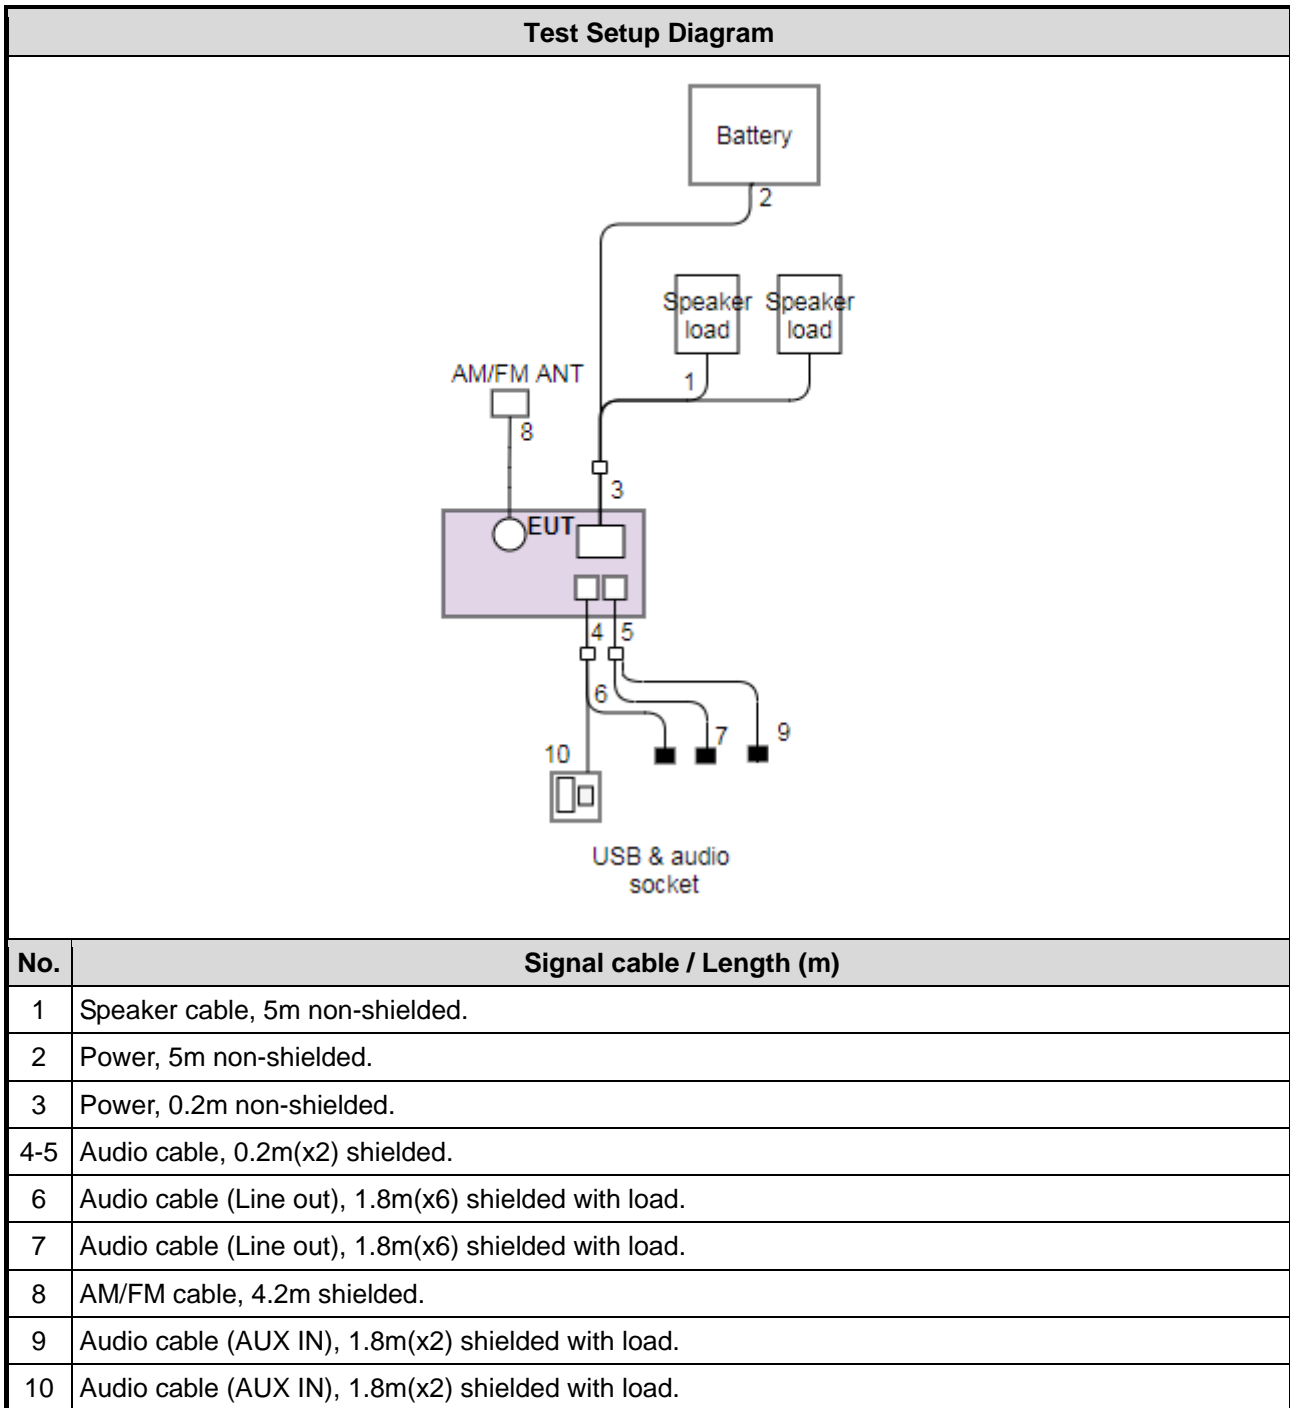 Test Setup Diagram
Battery
2
Speaker load
Speaker load
1
AM/FM ANT
8
3
EUT
4
5
6
7
9
10
USB & audio
socket
No. Signal cable / Length (m)
1 Speaker cable, 5m non-shielded.
2 Power, 5m non-shielded.
3 Power, 0.2m non-shielded.
4-5 Audio cable, 0.2m(x2) shielded.
6 Audio cable (Line out), 1.8m(x6) shielded with load.
7 Audio cable (Line out), 1.8m(x6) shielded with load.
8 AM/FM cable, 4.2m shielded.
9 Audio cable (AUX IN), 1.8m(x2) shielded with load.
10 Audio cable (AUX IN), 1.8m(x2) shielded with load.